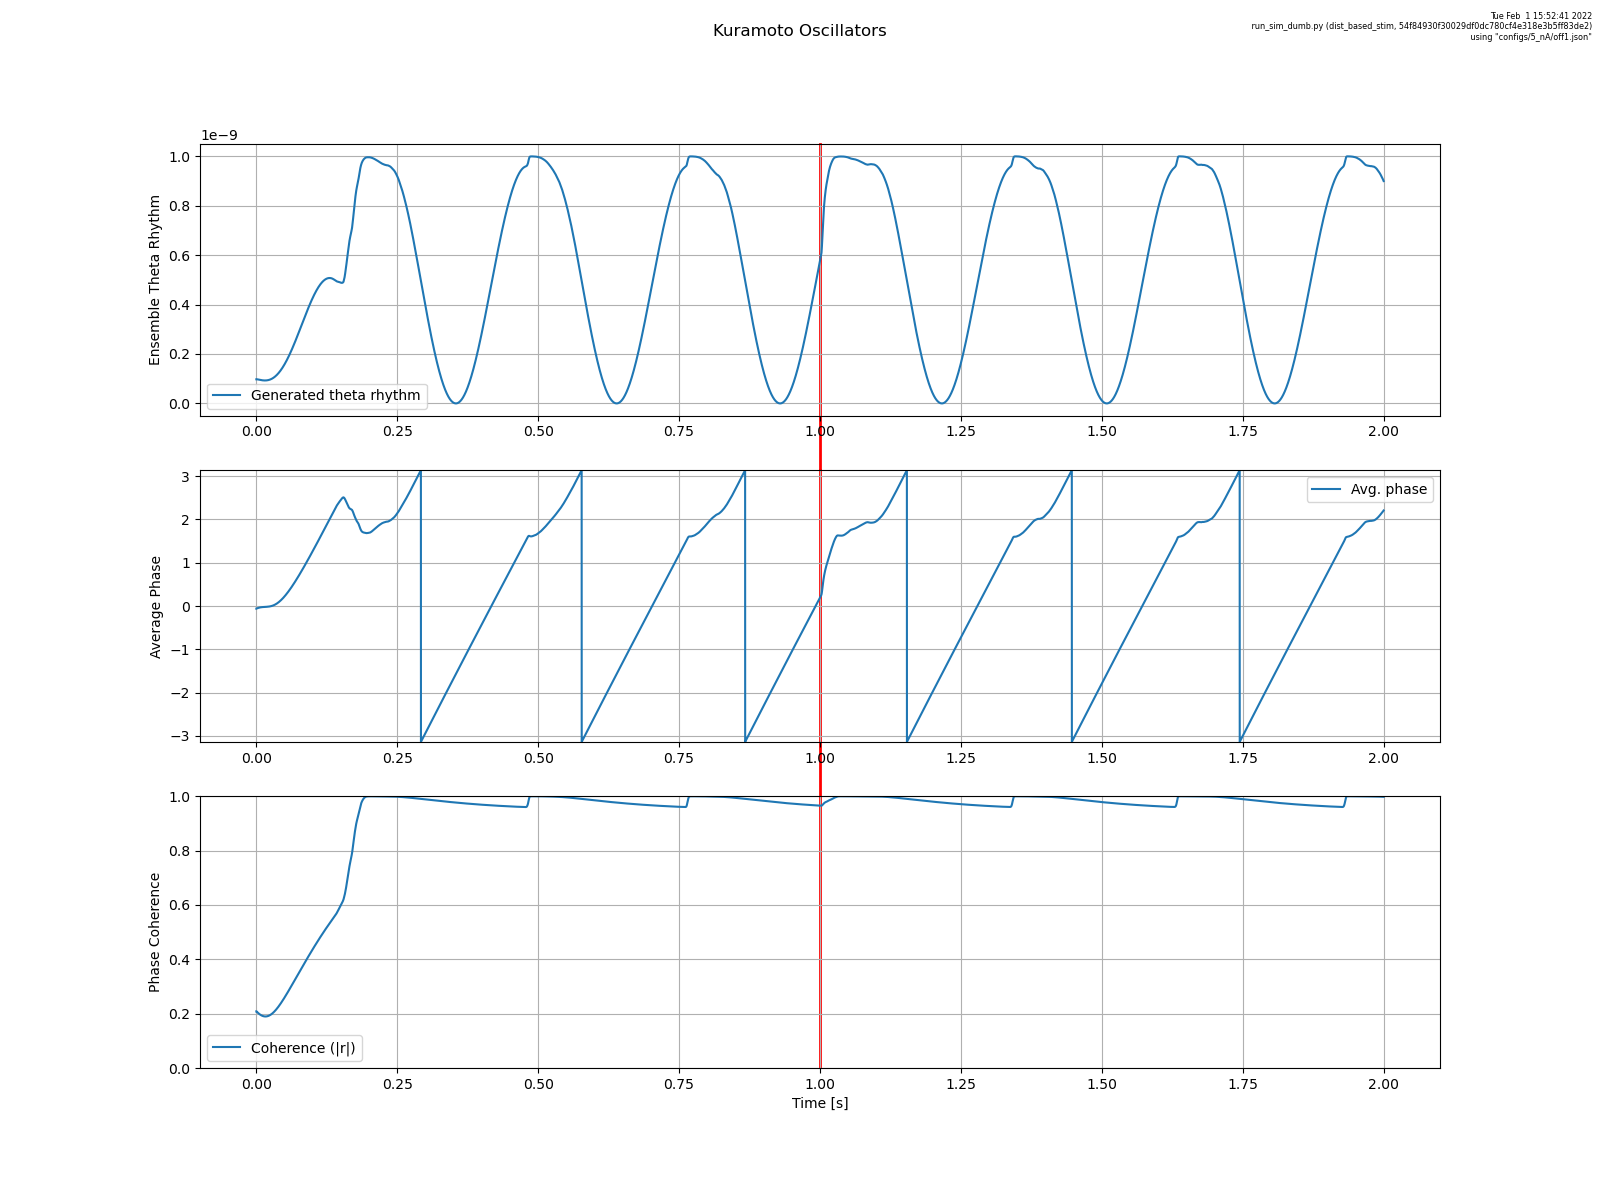 Tue Feb  1 15:52:41 2022
run_sim_dumb.py (dist_based_stim, 54f84930f30029df0dc780cf4e318e3b5ff83de2)
using "configs/5_nA/off1.json"
Kuramoto Oscillators
1e−9
1.0
0.8
0.6
0.4
0.2
0.0
Ensemble Theta Rhythm
Generated theta rhythm
0.00 0.25 0.50 0.75 1.00 1.25 1.50 1.75 2.00
3
2
1
0
−1
−2
−3
Average Phase
Avg. phase
0.00 0.25 0.50 0.75 1.00 1.25 1.50 1.75 2.00
1.0
0.8
0.6
0.4
0.2
0.0
Phase Coherence
Coherence (|r|)
0.00 0.25 0.50 0.75 1.00 1.25 1.50 1.75 2.00
Time [s]